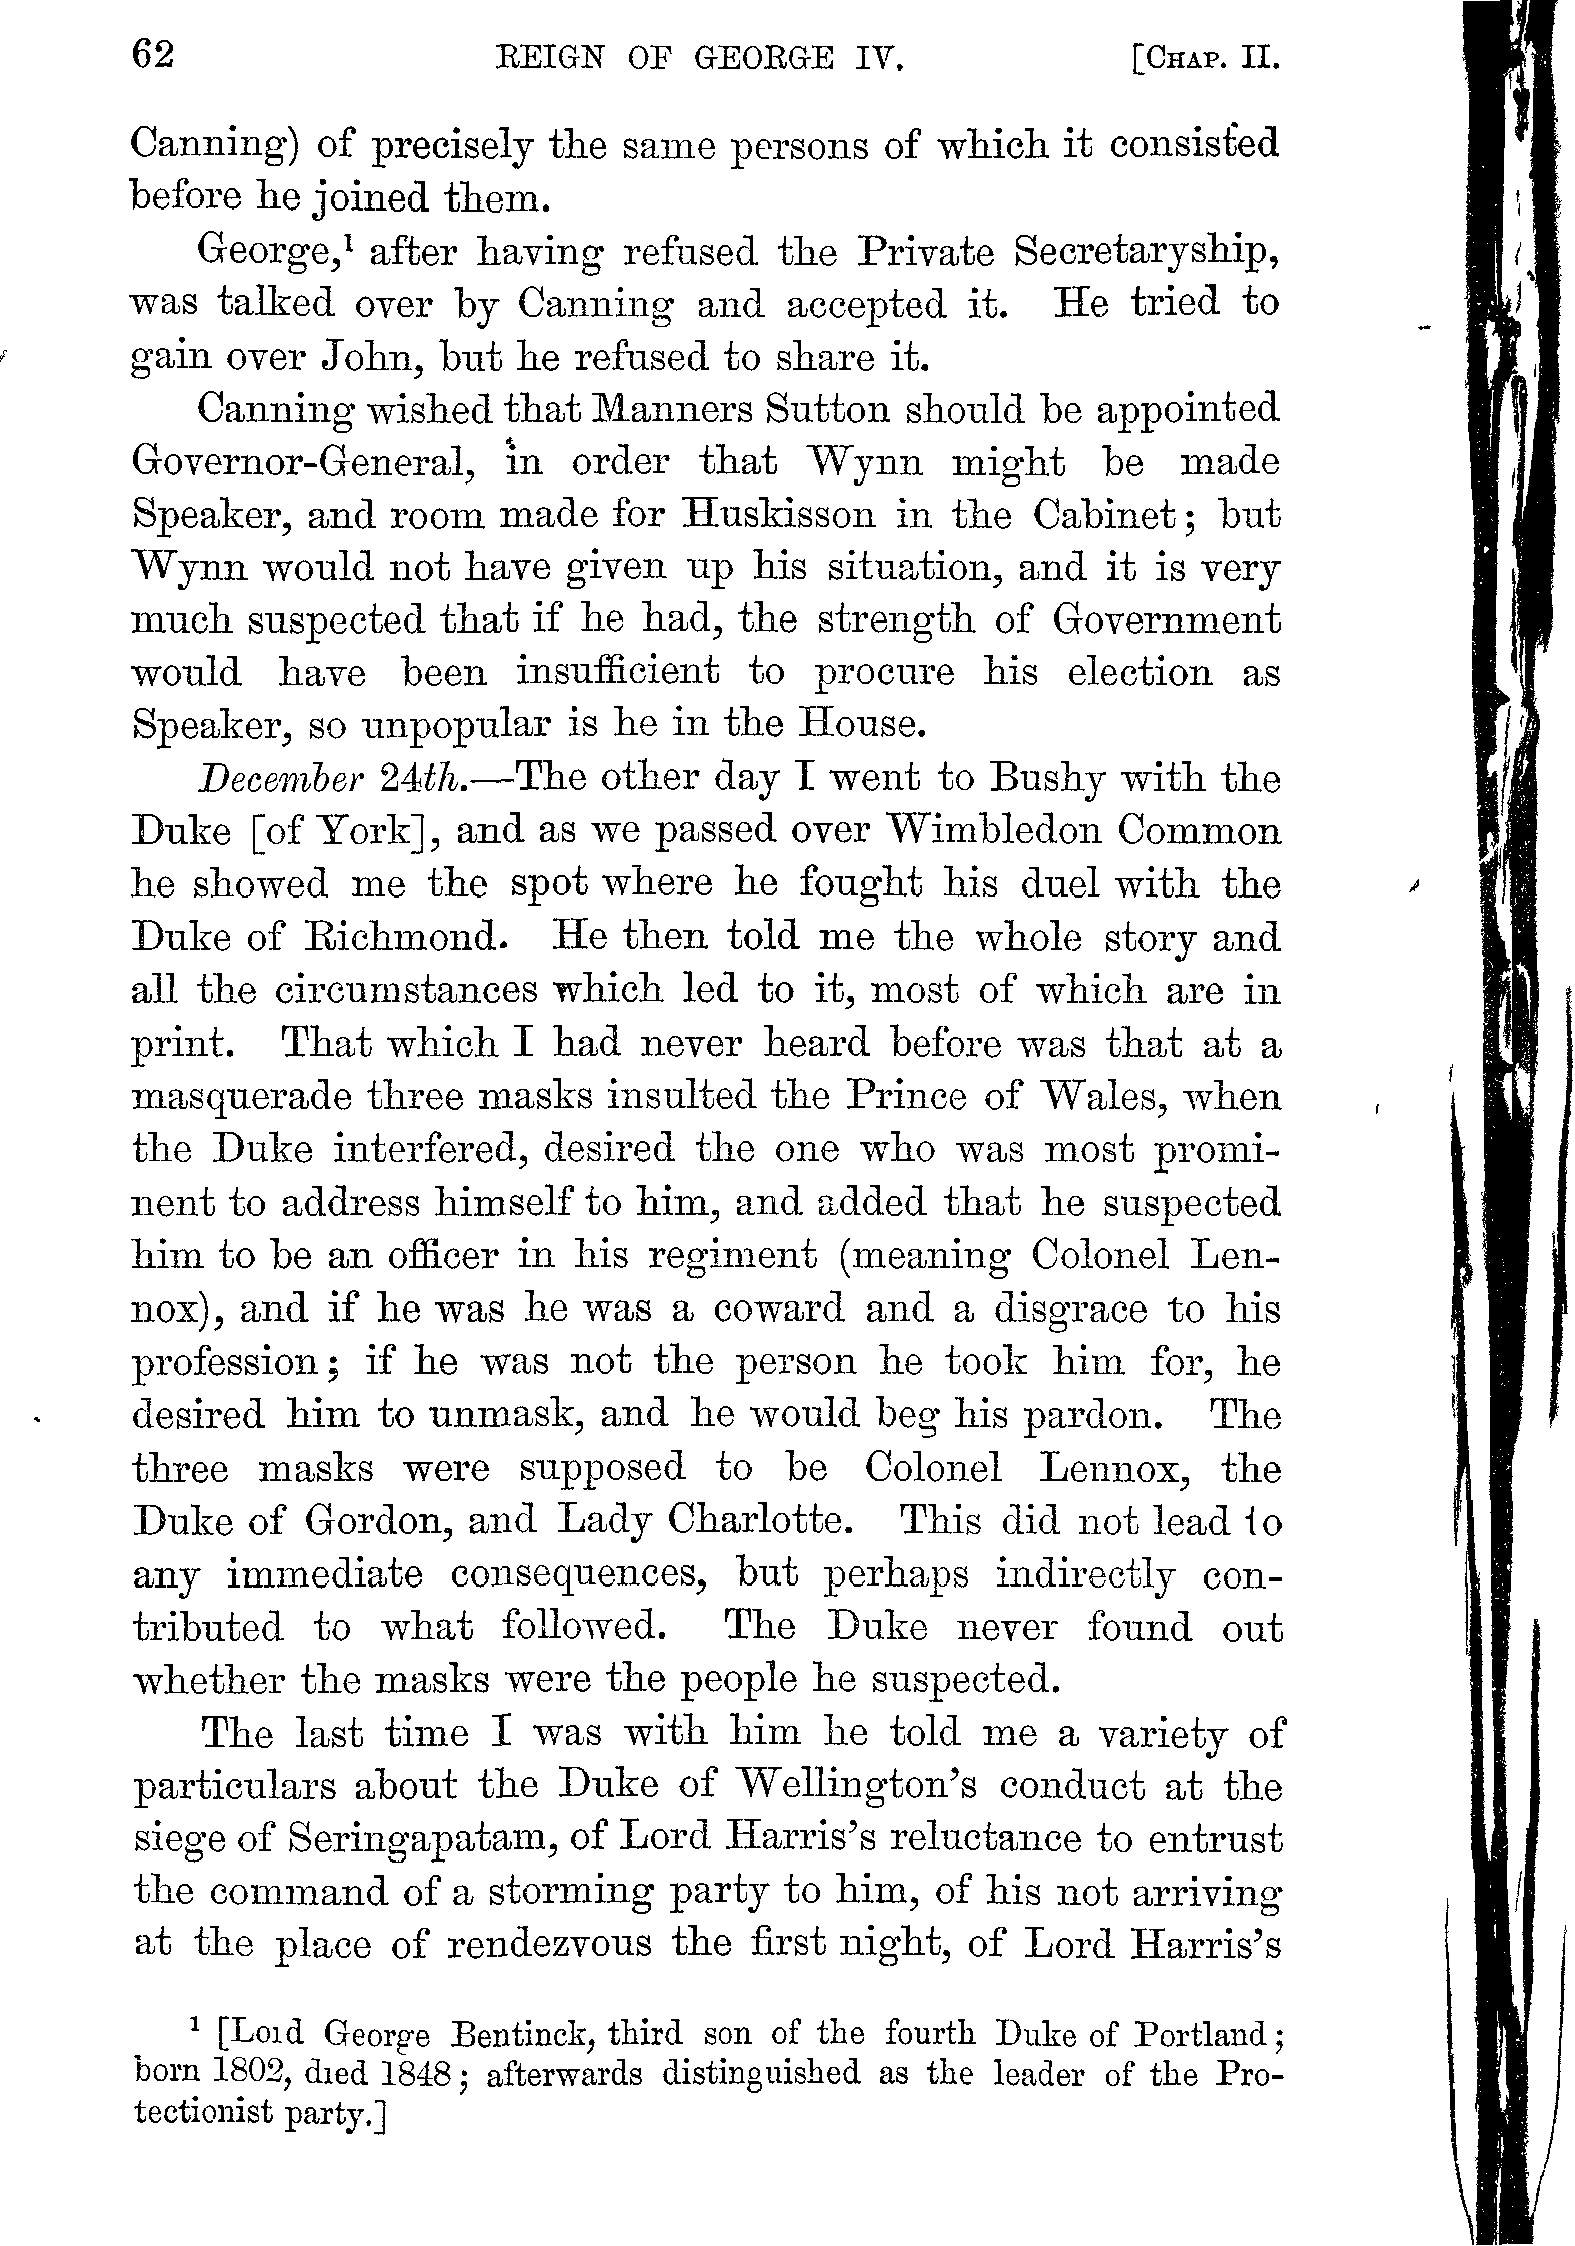 62 REIGN OF GEORGE IV. [CHAP. II.
Canning) of precisely the same persons of which it consisted
before he joined them.
George,¹ after having refused the Private Secretaryship,
was talked over by Canning and accepted it. He tried to
gain over John, but he refused to share it.
Canning wished that Manners Sutton should be appointed
Governor-General, in order that Wynn might be made
Speaker, and room made for Huskisson in the Cabinet; but
Wynn would not have given up his situation, and it is very
much suspected that if he had, the strength of Government
would have been insufficient to procure his election as
Speaker, so unpopular is he in the House.
December 24th.—The other day I went to Bushy with the
Duke [of York], and as we passed over Wimbledon Common
he showed me the spot where he fought his duel with the
Duke of Richmond. He then told me the whole story and
all the circumstances which led to it, most of which are in
print. That which I had never heard before was that at a
masquerade three masks insulted the Prince of Wales, when
the Duke interfered, desired the one who was most promi-
nent to address himself to him, and added that he suspected
him to be an officer in his regiment (meaning Colonel Len-
nox), and if he was he was a coward and a disgrace to his
profession; if he was not the person he took him for, he
desired him to unmask, and he would beg his pardon. The
three masks were supposed to be Colonel Lennox, the
Duke of Gordon, and Lady Charlotte. This did not lead to
any immediate consequences, but perhaps indirectly con-
tributed to what followed. The Duke never found out
whether the masks were the people he suspected.
The last time I was with him he told me a variety of
particulars about the Duke of Wellington's conduct at the
siege of Seringapatam, of Lord Harris's reluctance to entrust
the command of a storming party to him, of his not arriving
at the place of rendezvous the first night, of Lord Harris's
¹ [Lord George Bentinck, third son of the fourth Duke of Portland;
born 1802, died 1848; afterwards distinguished as the leader of the Pro-
tectionist party.]